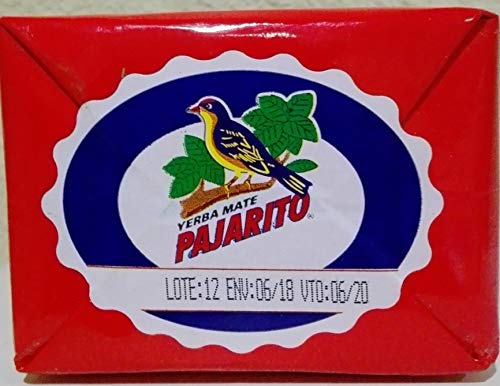 YERBA MATE
PAJARITO®
LOTE:12 ENV:06/18 VTO:06/20